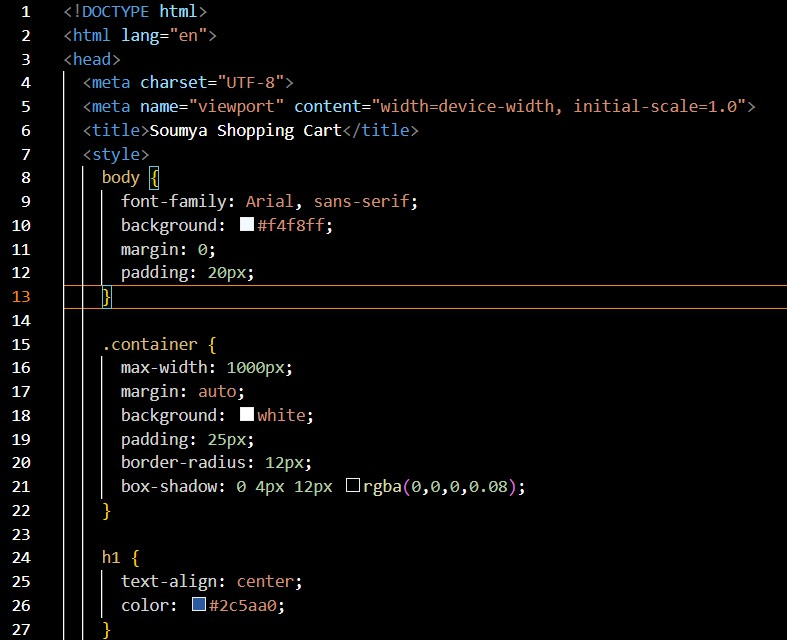 1 <!DOCTYPE html>
2 <html lang="en">
3 <head>
4 <meta charset="UTF-8">
5 <meta name="viewport" content="width=device-width, initial-scale=1.0">
6 <title>Soumya Shopping Cart</title>
7 <style>
8 body {
9 font-family: Arial, sans-serif;
10 background: #f4f8ff;
11 margin: 0;
12 padding: 20px;
13 }
14
15 .container {
16 max-width: 1000px;
17 margin: auto;
18 background: white;
19 padding: 25px;
20 border-radius: 12px;
21 box-shadow: 0 4px 12px rgba(0,0,0,0.08);
22 }
23
24 h1 {
25 text-align: center;
26 color: #2c5aa0;
27 }